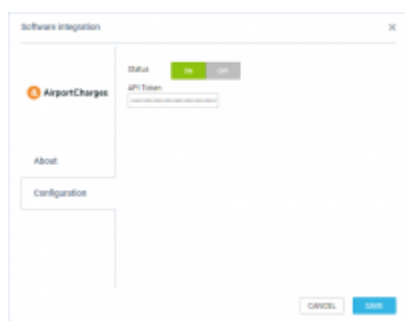 Software integration
Status
ON
OFF
AirportCharges
API Token
About
Configuration
CANCEL
SAVE